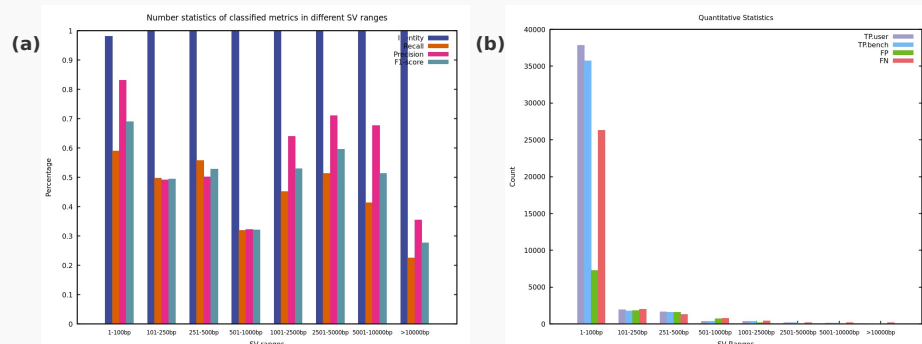 (a)
Number statistics of classified metrics in different SV ranges
Percentage
1
0.9
0.8
0.7
0.6
0.5
0.4
0.3
0.2
0.1
0
Recall
Precision
F1-score
1-100bp 101-250bp 251-500bp 501-1000bp 1001-2500bp 2501-5000bp 5001-10000bp >10000bp
SV ranges
(b)
Quantitative Statistics
Count
40000
35000
30000
25000
20000
15000
10000
5000
0
TP.user
TP.bench
FP
FN
1-100bp 101-250bp 251-500bp 501-1000bp 1001-2500bp 2501-5000bp 5001-10000bp >10000bp
SV Ranges